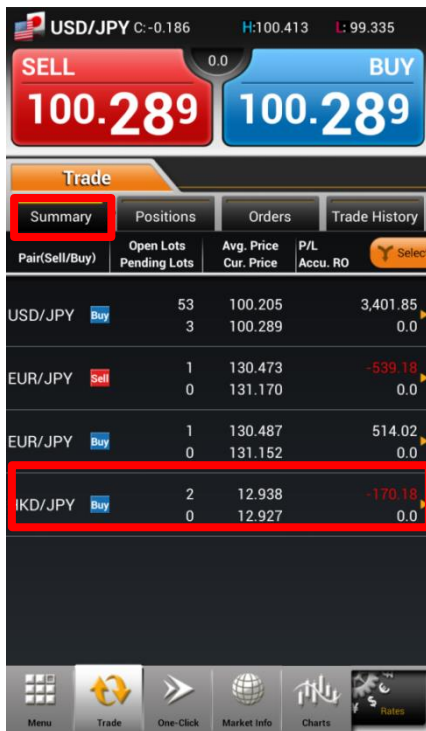 USD/JPY C:-0.186 H:100.413 L: 99.335
SELL 0.0 BUY
100.289 100.289
Trade
Summary Positions Orders Trade History
Pair(Sell/Buy) Open Lots Pending Lots Avg. Price Cur. Price P/L Accu. RO Selec
USD/JPY Buy 53 100.205 3,401.85
3 100.289 0.0
EUR/JPY Sell 1 130.473 -539.18
0 131.170 0.0
EUR/JPY Buy 1 130.487 514.02
0 131.152 0.0
IKD/JPY Buy 2 12.938 -170.18
0 12.927 0.0
Menu Trade One-Click Market Info Charts Rates